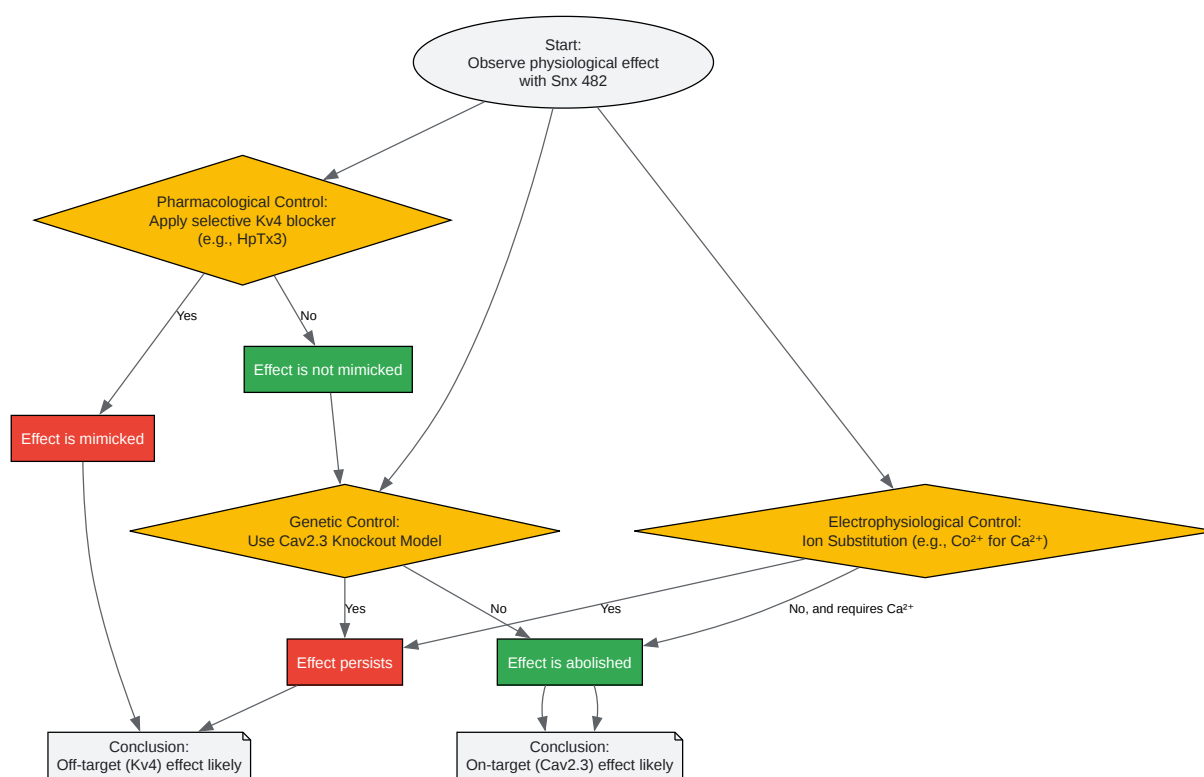 Start:
Observe physiological effect
with Snx 482
Pharmacological Control:
Apply selective Kv4 blocker
(e.g., HpTx3)
Yes
No
Effect is not mimicked
Effect is mimicked
Genetic Control:
Use Cav2.3 Knockout Model
Electrophysiological Control:
Ion Substitution (e.g., Co²⁺ for Ca²⁺)
Yes
No
Yes
No, and requires Ca²⁺
Effect persists
Effect is abolished
Conclusion:
Off-target (Kv4) effect likely
Conclusion:
On-target (Cav2.3) effect likely